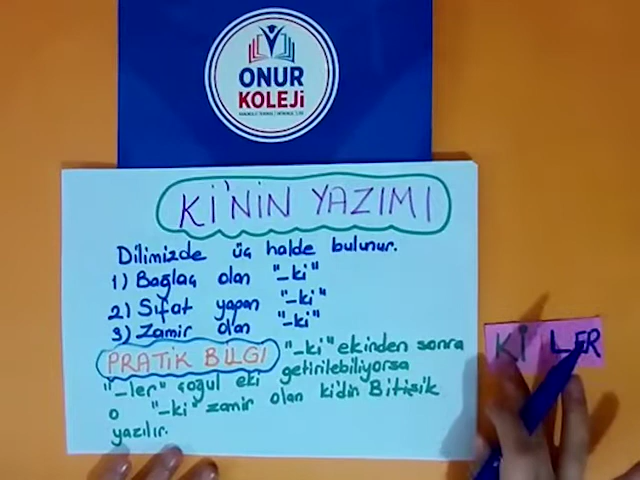 ONUR
KOLEJi
Kİ'NİN YAZIMI
Dilimizde üç halde bulunur.
1) Bağlaç olan "-ki"
2) Sıfat yapan "-ki"
3) Zamir olan "-ki"
PRATİK BİLGİ "-ki" ekinden sonra
"-ler" çoğul eki getirilebiliyorsa
o "-ki" zamir olan kidir Bitişik
yazılır.
Kİ LER